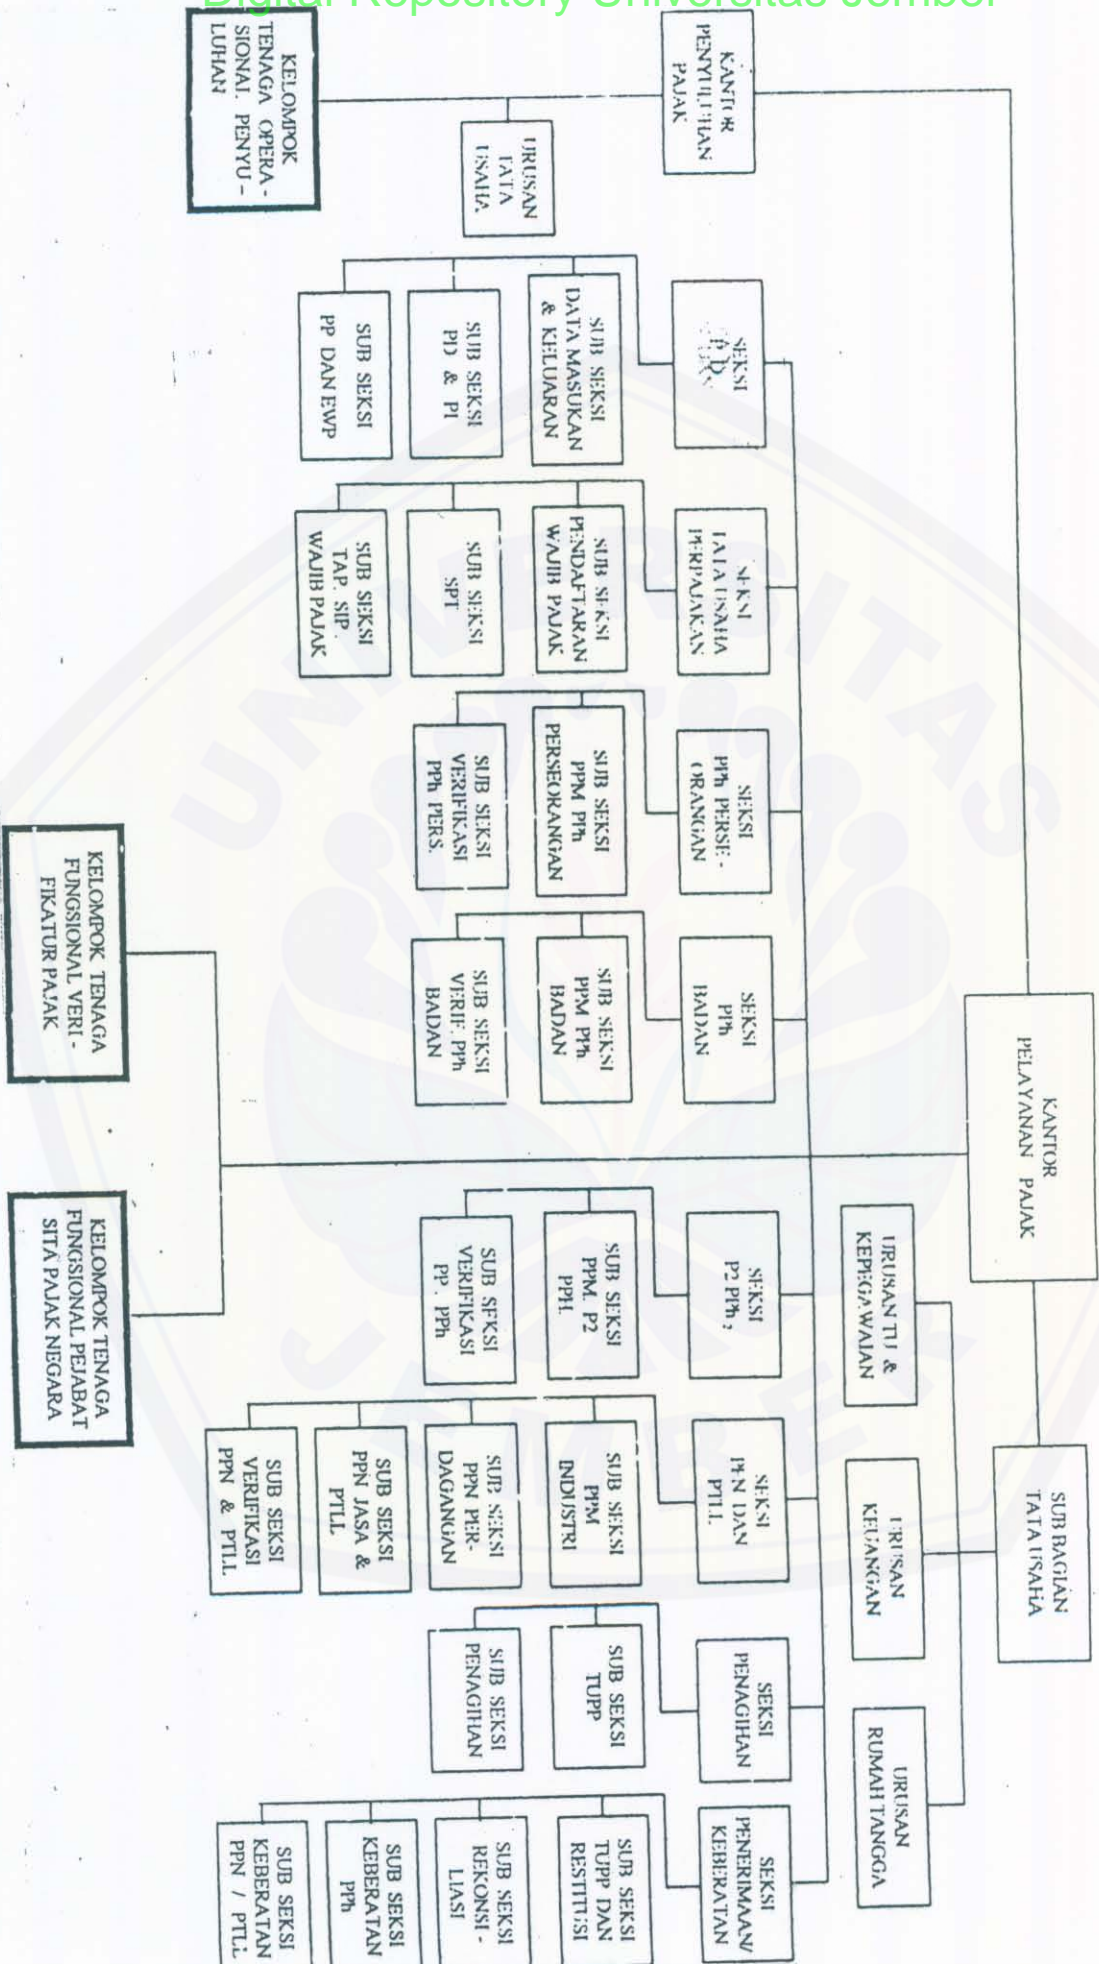 Digital Repository Universitas Jember
KANTOR
PELAYANAN PAJAK
SUB BAGIAN
TATA USAHA
URUSAN TU &
KEPEGAWAIAN
URUSAN
KEUANGAN
URUSAN
RUMAH TANGGA
KANTOR
PENYULUHAN
PAJAK
URUSAN
TATA
USAHA.
KELOMPOK
TENAGA OPERA -
SIONAL PENYU -
LUHAN
SEKSI
SUB SEKSI
DATA MASUKAN
& KELUARAN
SUB SEKSI
PD & PI
SUB SEKSI
PP DAN EWP
SEKSI
TATA USAHA
PERPAJAKAN
SUB SEKSI
PENDAFTARAN
WAJIB PAJAK
SUB SEKSI
SPT
SUB SEKSI
TAP. SIP.
WAJIB PAJAK
SEKSI
PPh PERSE -
ORANGAN
SUB SEKSI
PPM PPh
PERSEORANGAN
SUB SEKSI
VERIFIKASI
PPh PERS.
SEKSI
PPh
BADAN
SUB SEKSI
PPM PPh
BADAN
SUB SEKSI
VERIF. PPh
BADAN
SEKSI
P2 PPh
SUB SEKSI
PPM. P2
PPH.
SUB SEKSI
VERIFIKASI
PP . PPh
SEKSI
PPN DAN
PTLL
SUB SEKSI
PPM
INDUSTRI
SUB SEKSI
PPN PER-
DAGANGAN
SUB SEKSI
PPN JASA &
PTLL
SUB SEKSI
VERIFIKASI
PPN & PTLL
SEKSI
PENAGIHAN
SUB SEKSI
TUPP
SUB SEKSI
PENAGIHAN
SEKSI
PENERIMAAN/
KEBERATAN
SUB SEKSI
TUPP DAN
RESTITUSI
SUB SEKSI
REKONSI -
LIASI
SUB SEKSI
KEBERATAN
PPh
SUB SEKSI
KEBERATAN
PPN / PTLL
KELOMPOK TENAGA
FUNGSIONAL VERI -
FIKATUR PAJAK
KELOMPOK TENAGA
FUNGSIONAL PEJABAT
SITA PAJAK NEGARA
UNIVERSITAS
JEMBER